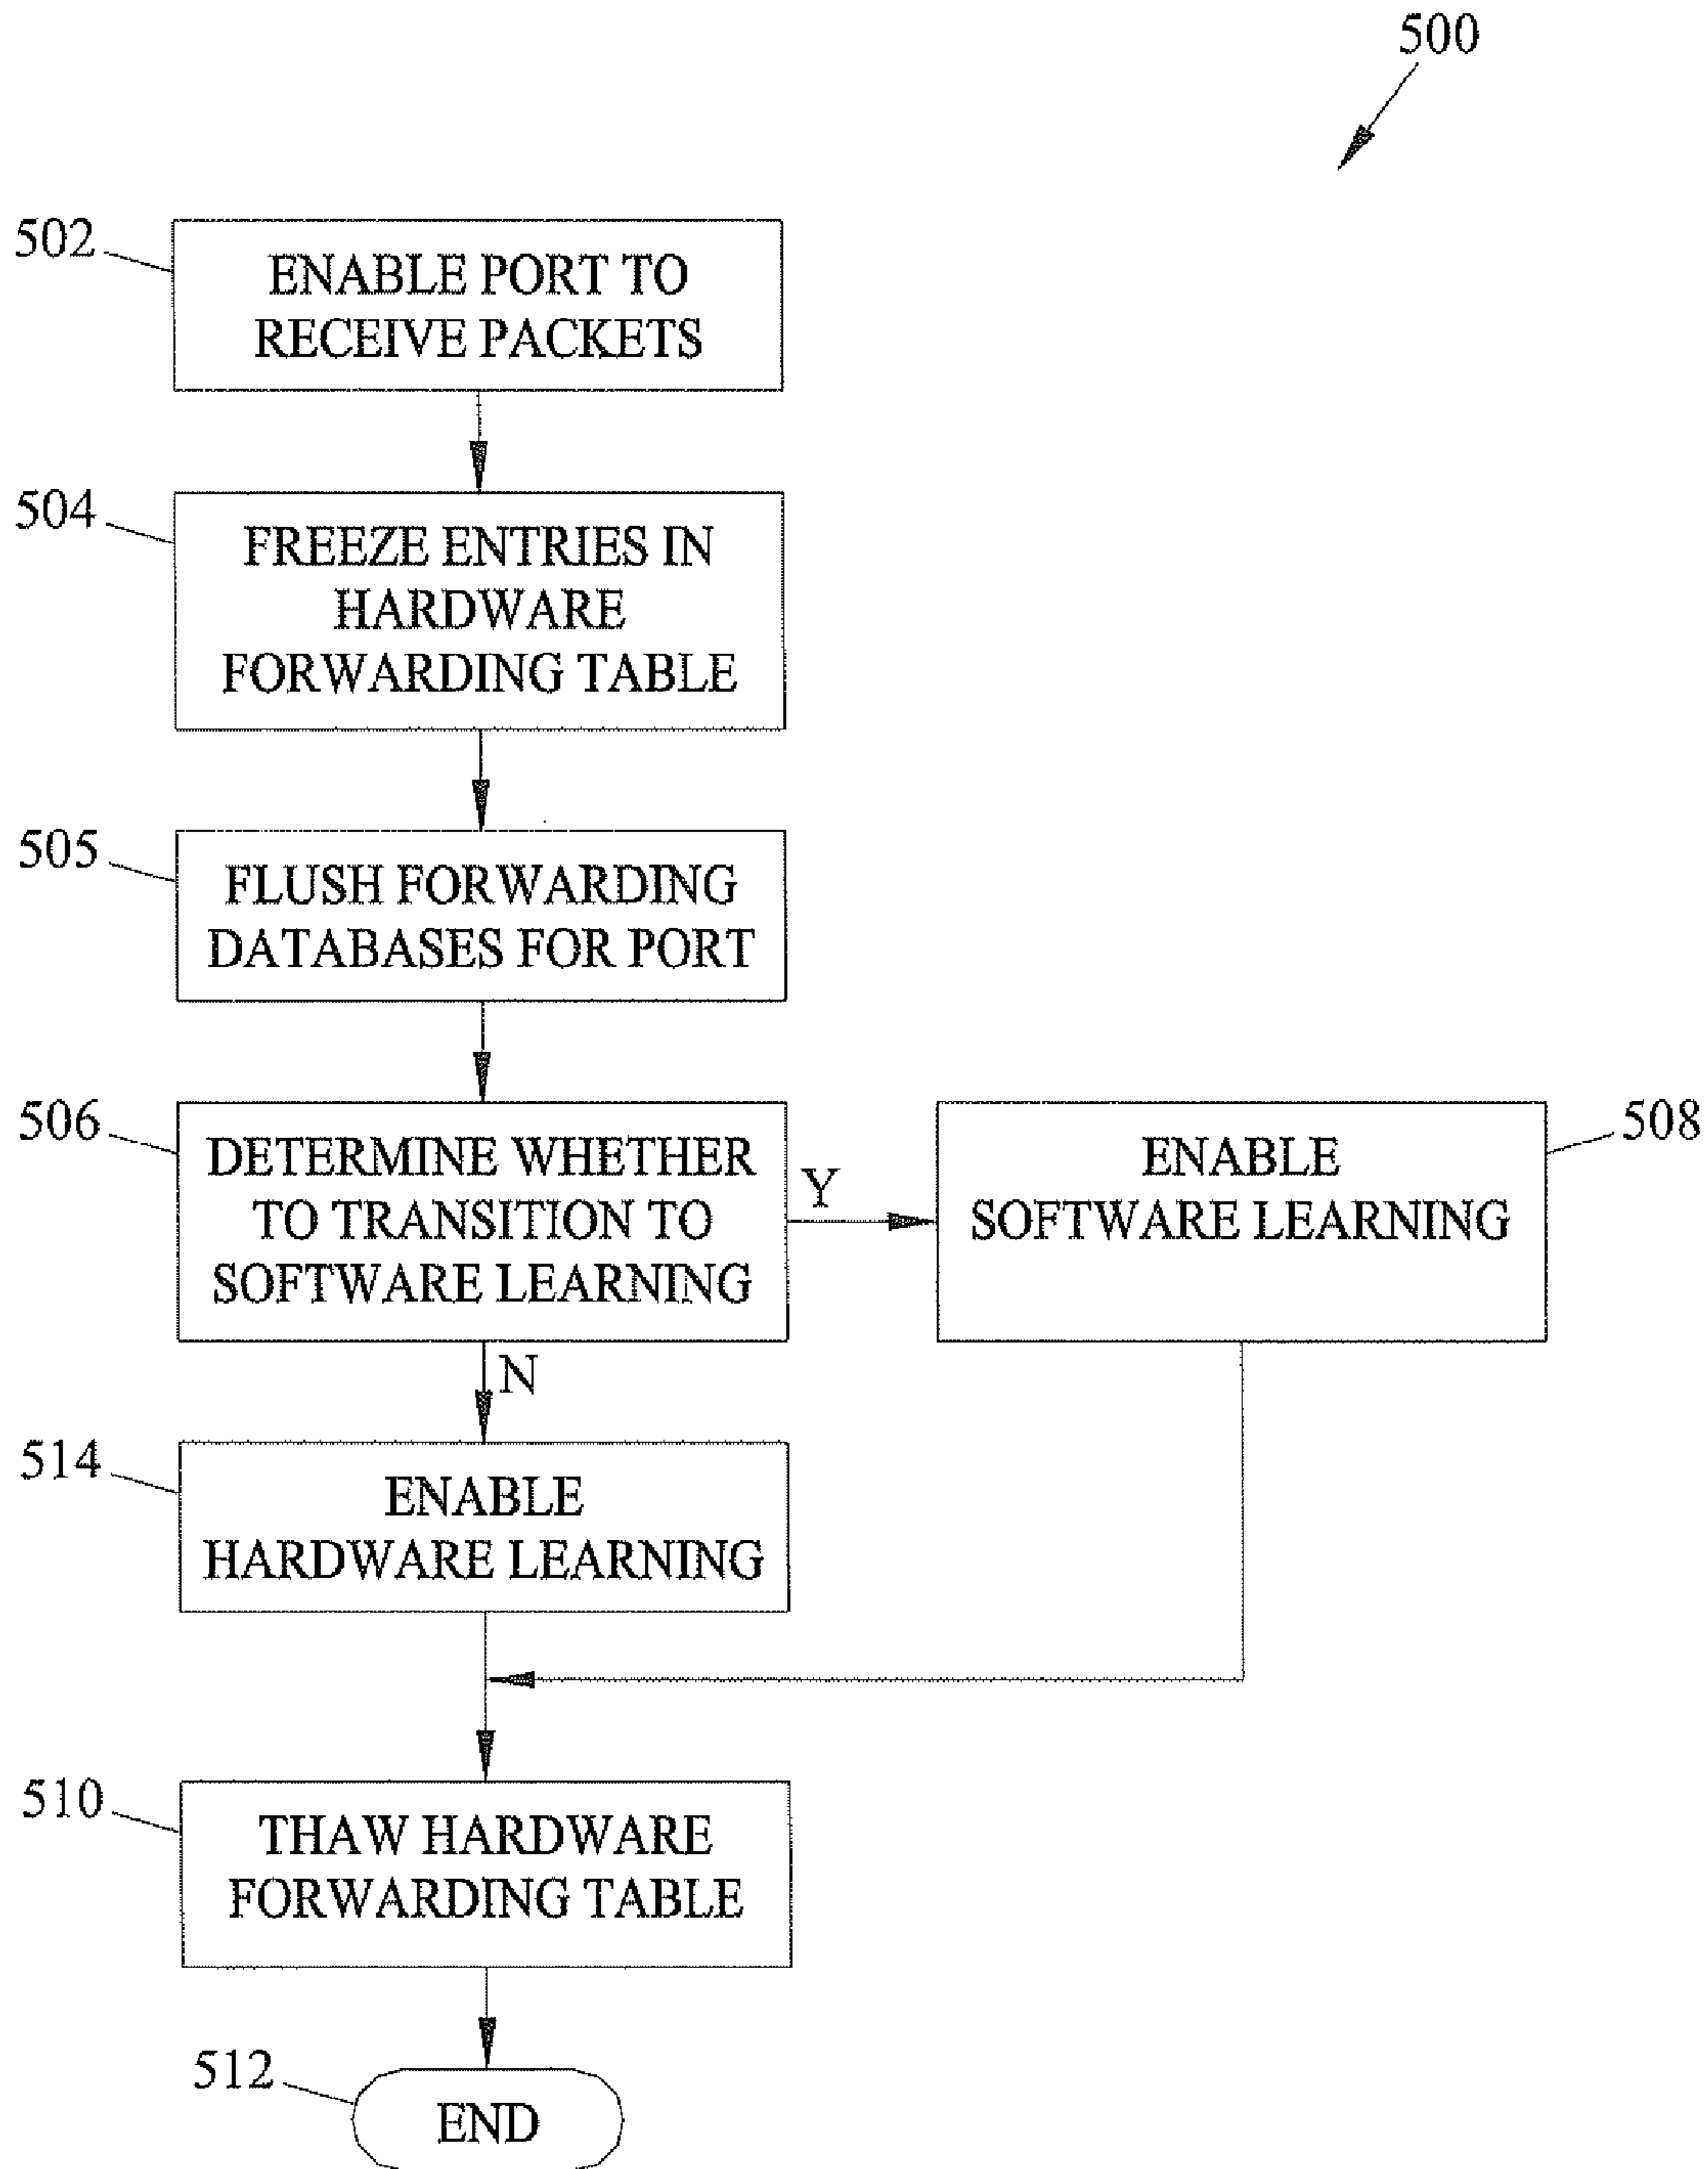 500
502
ENABLE PORT TO
RECEIVE PACKETS
504
FREEZE ENTRIES IN
HARDWARE
FORWARDING TABLE
505
FLUSH FORWARDING
DATABASES FOR PORT
506
DETERMINE WHETHER
TO TRANSITION TO
SOFTWARE LEARNING
Y
508
ENABLE
SOFTWARE LEARNING
N
514
ENABLE
HARDWARE LEARNING
510
THAW HARDWARE
FORWARDING TABLE
512
END